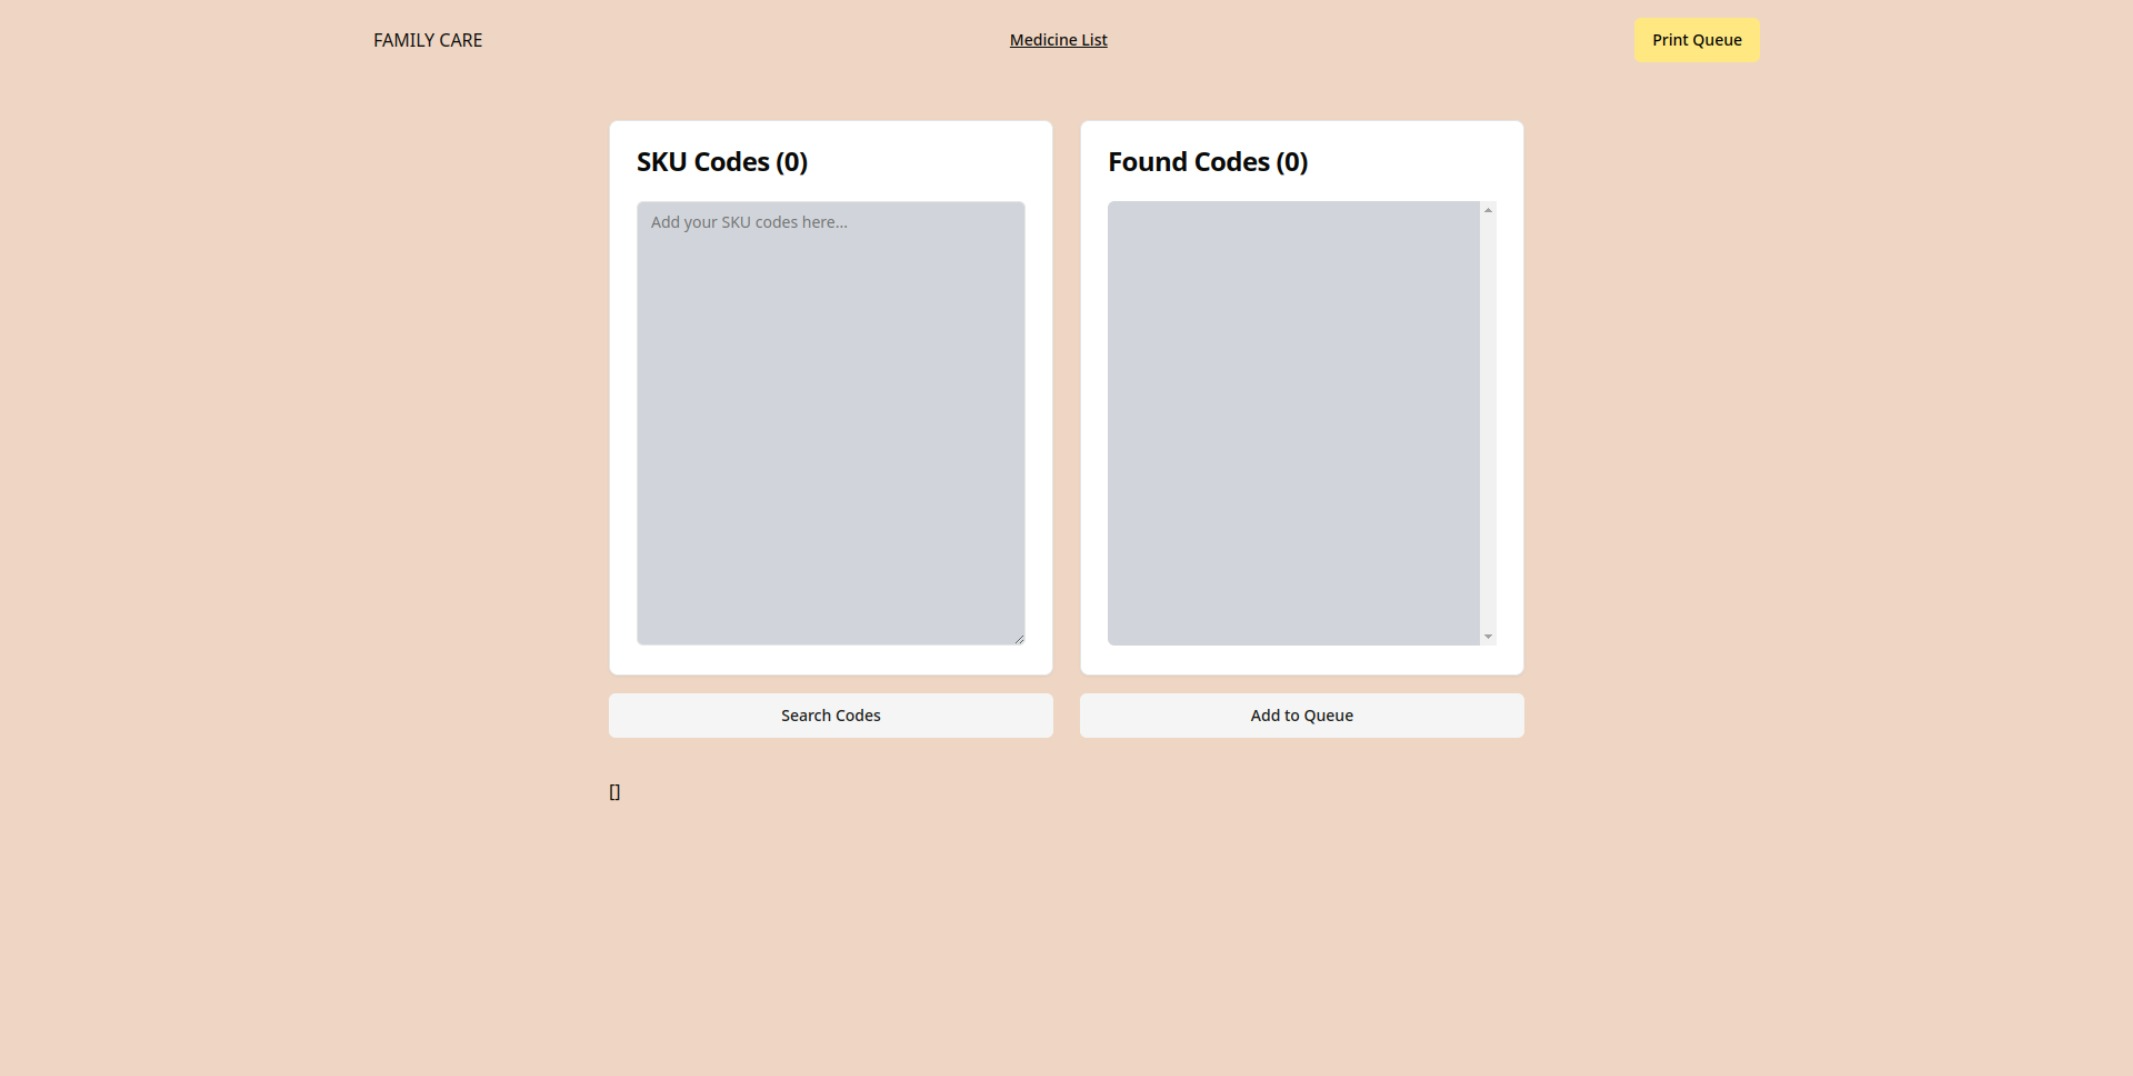 FAMILY CARE
Medicine List
Print Queue
SKU Codes (0)
Add your SKU codes here...
Search Codes
Found Codes (0)
Add to Queue
[]